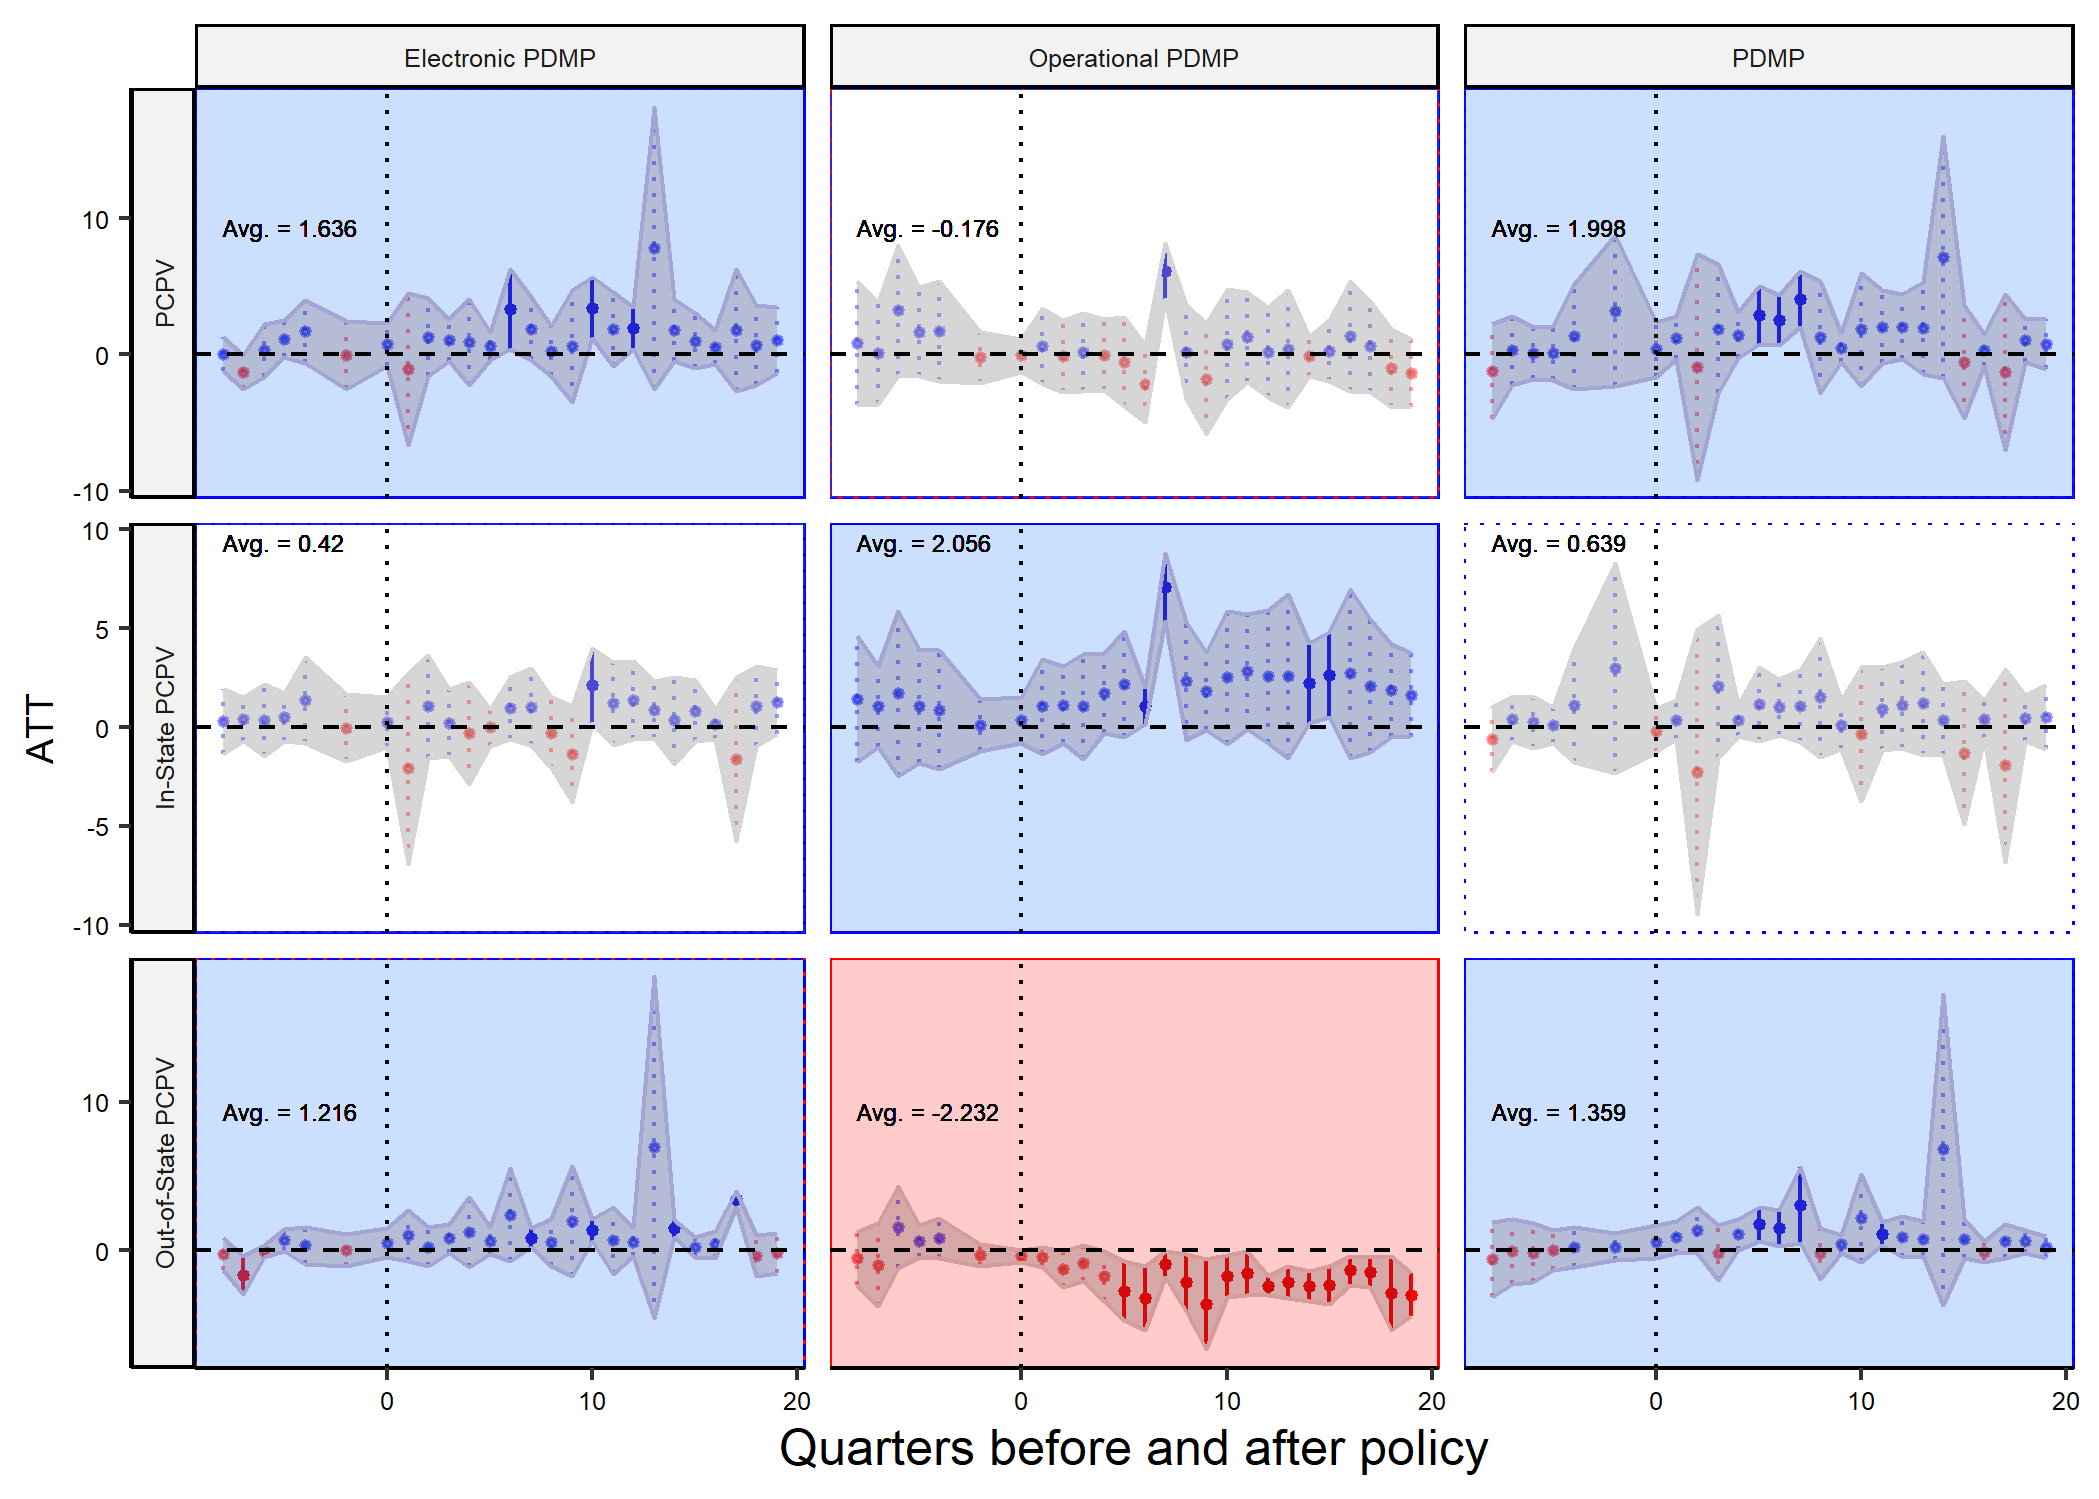 Electronic PDMP
Operational PDMP
PDMP
PCPV
10
0
-10
Avg. = 1.636
Avg. = -0.176
Avg. = 1.998
In-State PCPV
10
5
0
-5
-10
Avg. = 0.42
Avg. = 2.056
Avg. = 0.639
ATT
Out-of-State PCPV
10
0
Avg. = 1.216
Avg. = -2.232
Avg. = 1.359
0 10 20
0 10 20
0 10 20
Quarters before and after policy